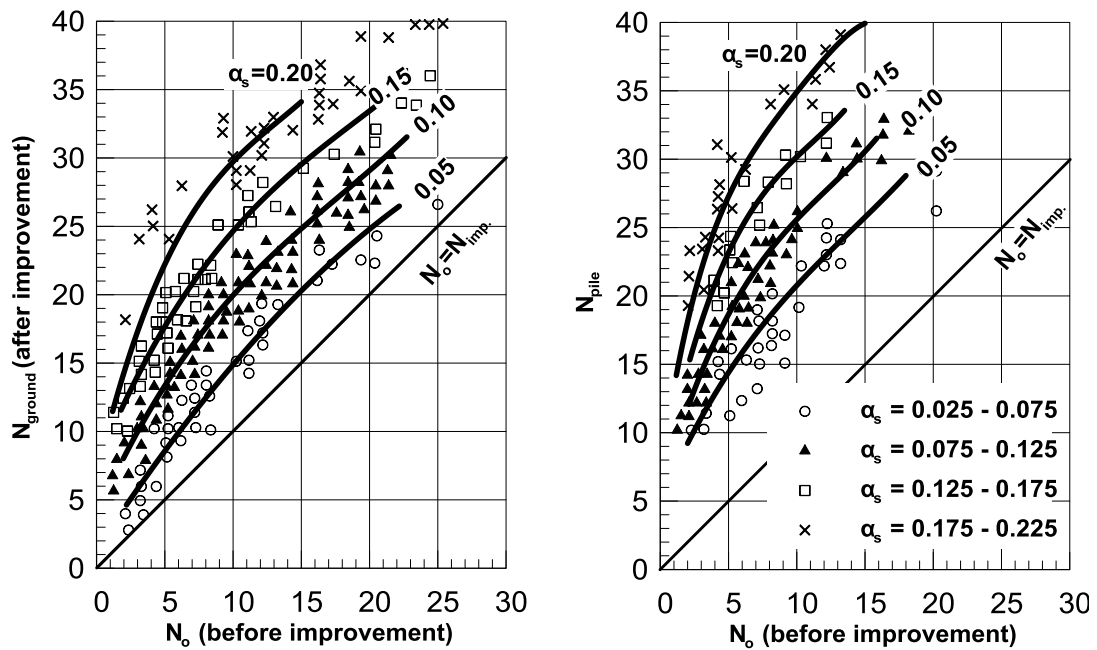 40
35
30
25
20
15
10
5
0
0 5 10 15 20 25 30
N_ground (after improvement)
N_o (before improvement)
α_s=0.20
0.15
0.10
0.05
N_o=N_imp.
40
35
30
25
20
15
10
5
0
0 5 10 15 20 25 30
N_pile
N_o (before improvement)
α_s=0.20
0.15
0.10
0.05
N_o=N_imp.
α_s = 0.025 - 0.075
α_s = 0.075 - 0.125
α_s = 0.125 - 0.175
α_s = 0.175 - 0.225